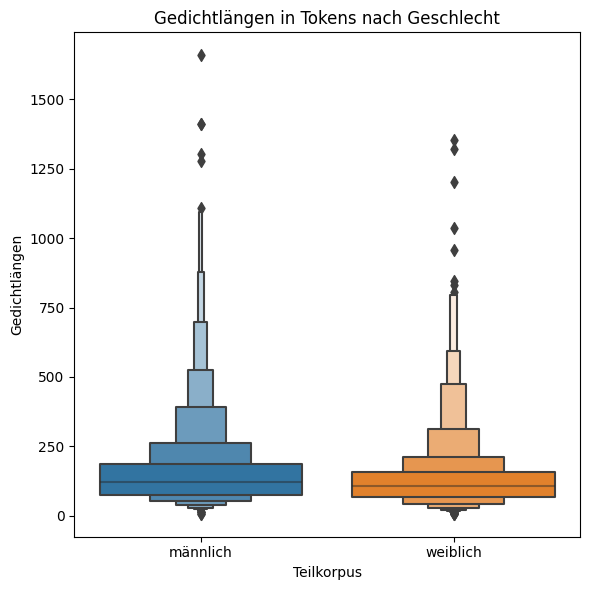 Gedichtlängen in Tokens nach Geschlecht
Gedichtlängen
1500
1250
1000
750
500
250
0
männlich weiblich
Teilkorpus